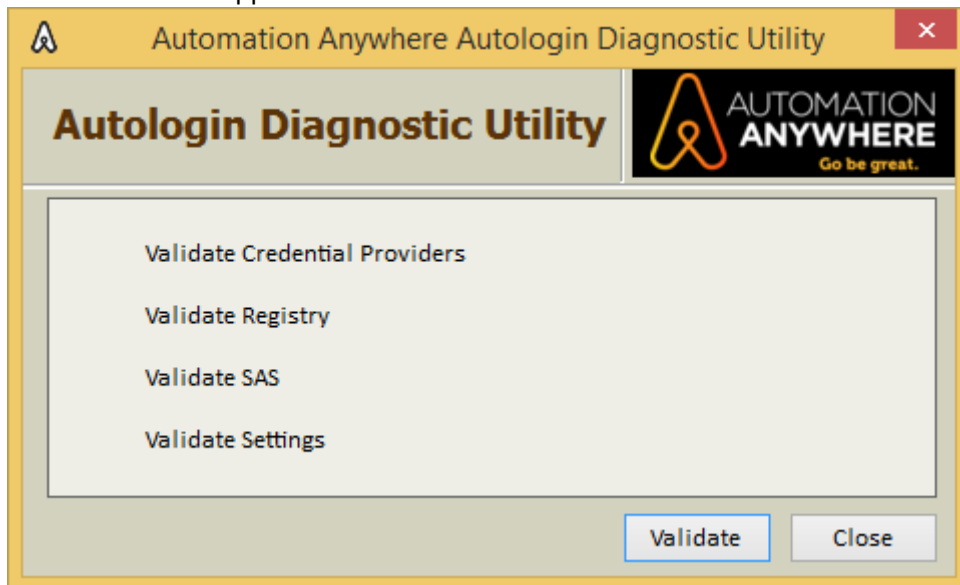 Automation Anywhere Autologin Diagnostic Utility
Autologin Diagnostic Utility
AUTOMATION
ANYWHERE
Go be great.
Validate Credential Providers
Validate Registry
Validate SAS
Validate Settings
Validate
Close